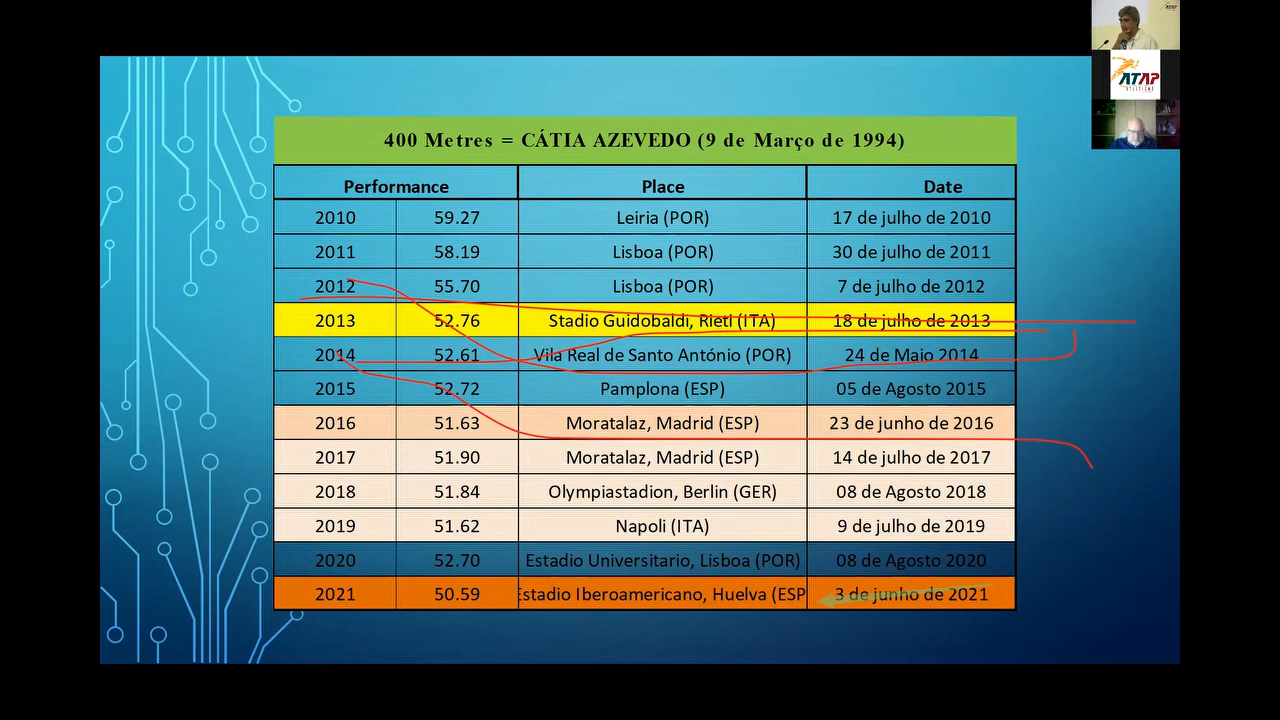 ATAP
ATLETISMO
400 Metres = CÁTIA AZEVEDO (9 de Março de 1994)
Performance Place Date
2010 59.27 Leiria (POR) 17 de julho de 2010
2011 58.19 Lisboa (POR) 30 de julho de 2011
2012 55.70 Lisboa (POR) 7 de julho de 2012
2013 52.76 Stadio Guidobaldi, Rieti (ITA) 18 de julho de 2013
2014 52.61 Vila Real de Santo António (POR) 24 de Maio 2014
2015 52.72 Pamplona (ESP) 05 de Agosto 2015
2016 51.63 Moratalaz, Madrid (ESP) 23 de junho de 2016
2017 51.90 Moratalaz, Madrid (ESP) 14 de julho de 2017
2018 51.84 Olympiastadion, Berlin (GER) 08 de Agosto 2018
2019 51.62 Napoli (ITA) 9 de julho de 2019
2020 52.70 Estadio Universitario, Lisboa (POR) 08 de Agosto 2020
2021 50.59 Estadio Iberoamericano, Huelva (ESP 3 de junho de 2021